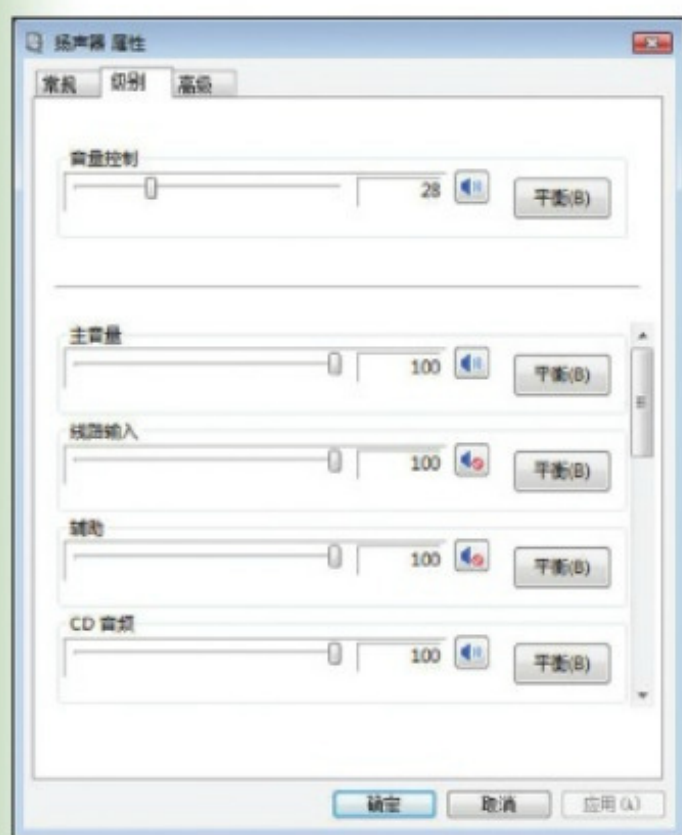 扬声器 属性
常规 级别 高级
音量控制
28 平衡(B)
主音量
100 平衡(B)
线路输入
100 平衡(B)
辅助
100 平衡(B)
CD 音频
100 平衡(B)
确定 取消 应用(A)